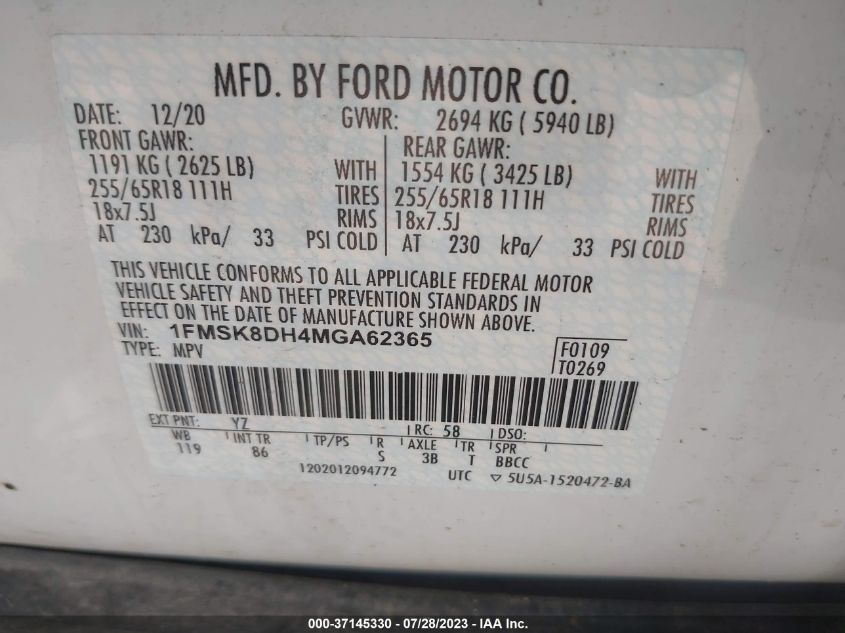 MFD. BY FORD MOTOR CO.
DATE: 12/20 GVWR: 2694 KG ( 5940 LB)
FRONT GAWR: REAR GAWR:
1191 KG ( 2625 LB) WITH 1554 KG ( 3425 LB) WITH
255/65R18 111H TIRES 255/65R18 111H TIRES
18x7.5J RIMS 18x7.5J RIMS
AT 230 kPa/ 33 PSI COLD AT 230 kPa/ 33 PSI COLD
THIS VEHICLE CONFORMS TO ALL APPLICABLE FEDERAL MOTOR
VEHICLE SAFETY AND THEFT PREVENTION STANDARDS IN
EFFECT ON THE DATE OF MANUFACTURE SHOWN ABOVE.
VIN: 1FMSK8DH4MGA62365
TYPE: MPV
F0109
T0269
EXT PNT: YZ RC: 58 DSO:
WB INT TR TP/PS R AXLE TR SPR
119 86 S 3B T BBCC
1202012094772 UTC ▽ 5U5A-1520472-BA
000-37145330 - 07/28/2023 - IAA Inc.